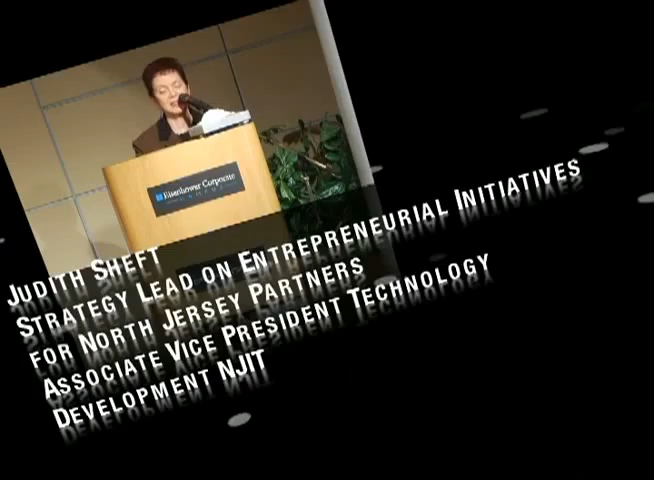 Eisenhower Corporate
JUDITH SHEFT
STRATEGY LEAD ON ENTREPRENEURIAL INITIATIVES
FOR NORTH JERSEY PARTNERS
ASSOCIATE VICE PRESIDENT TECHNOLOGY
DEVELOPMENT NJIT